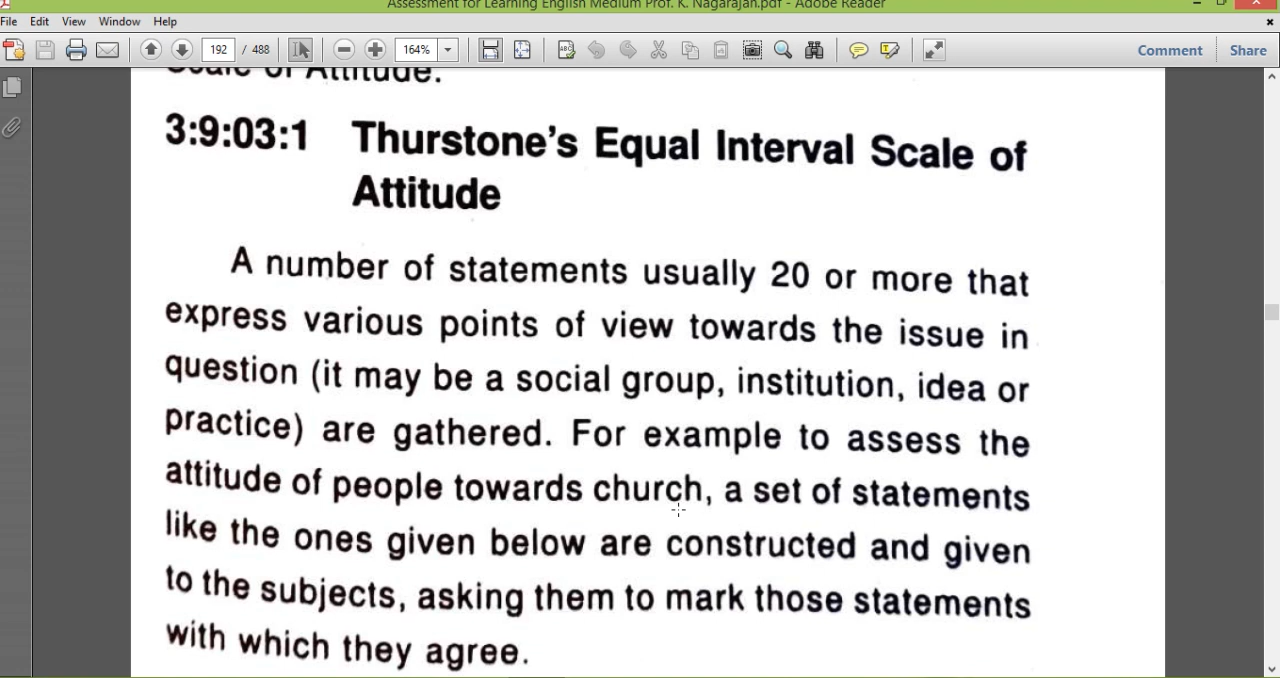 Assessment for Learning English Medium Prof. K. Nagarajan.pdf - Adobe Reader
File Edit View Window Help
192 / 488 164% Comment Share
Scale of Attitude.
3:9:03:1 Thurstone's Equal Interval Scale of
Attitude
A number of statements usually 20 or more that
express various points of view towards the issue in
question (it may be a social group, institution, idea or
practice) are gathered. For example to assess the
attitude of people towards church, a set of statements
like the ones given below are constructed and given
to the subjects, asking them to mark those statements
with which they agree.